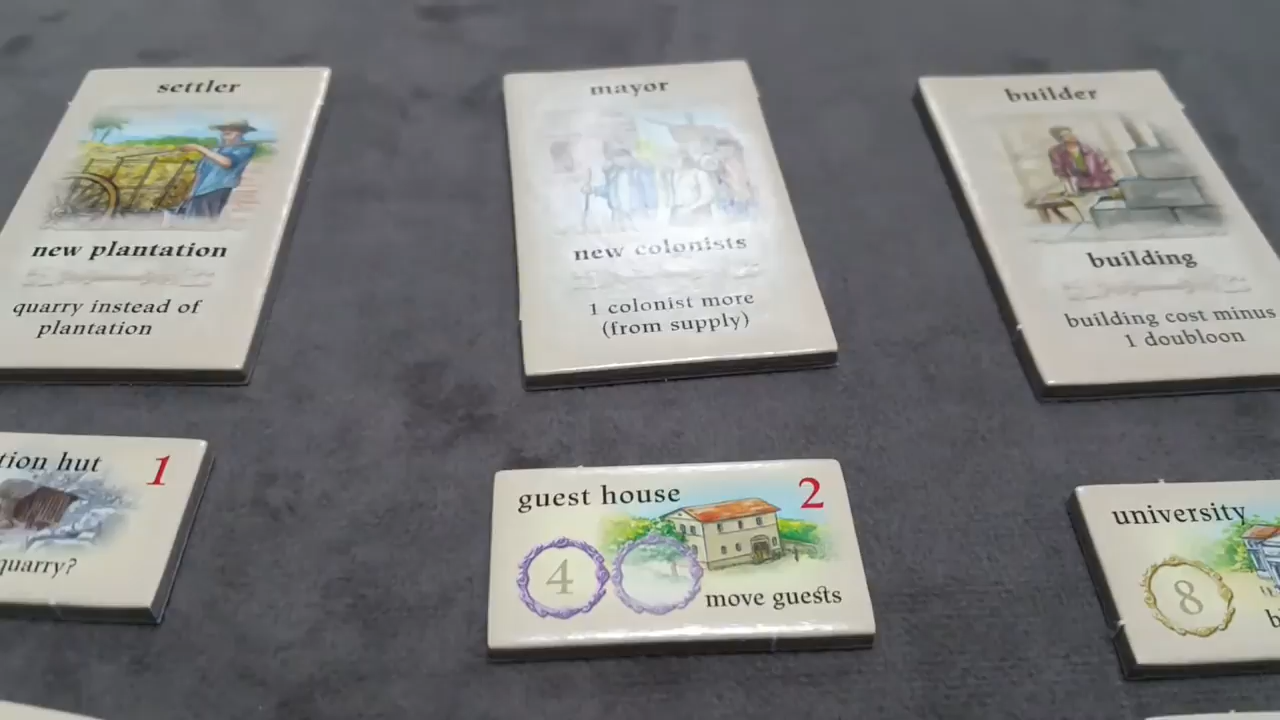 settler
new plantation
quarry instead of
plantation
mayor
new colonists
1 colonist more
(from supply)
builder
building
building cost minus
1 doubloon
tion hut
1
quarry?
guest house
2
4
move guests
university
8